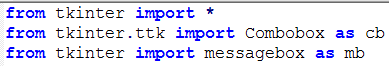 from tkinter import *
from tkinter.ttk import Combobox as cb
from tkinter import messagebox as mb